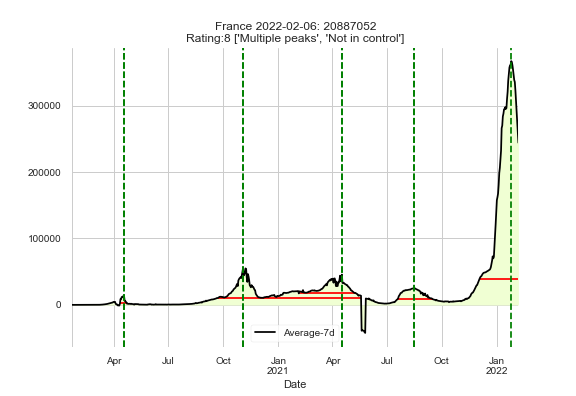 France 2022-02-06: 20887052
Rating:8 ['Multiple peaks', 'Not in control']
300000
200000
100000
0
Average-7d
Apr Jul Oct Jan Apr Jul Oct Jan
2021 2022
Date